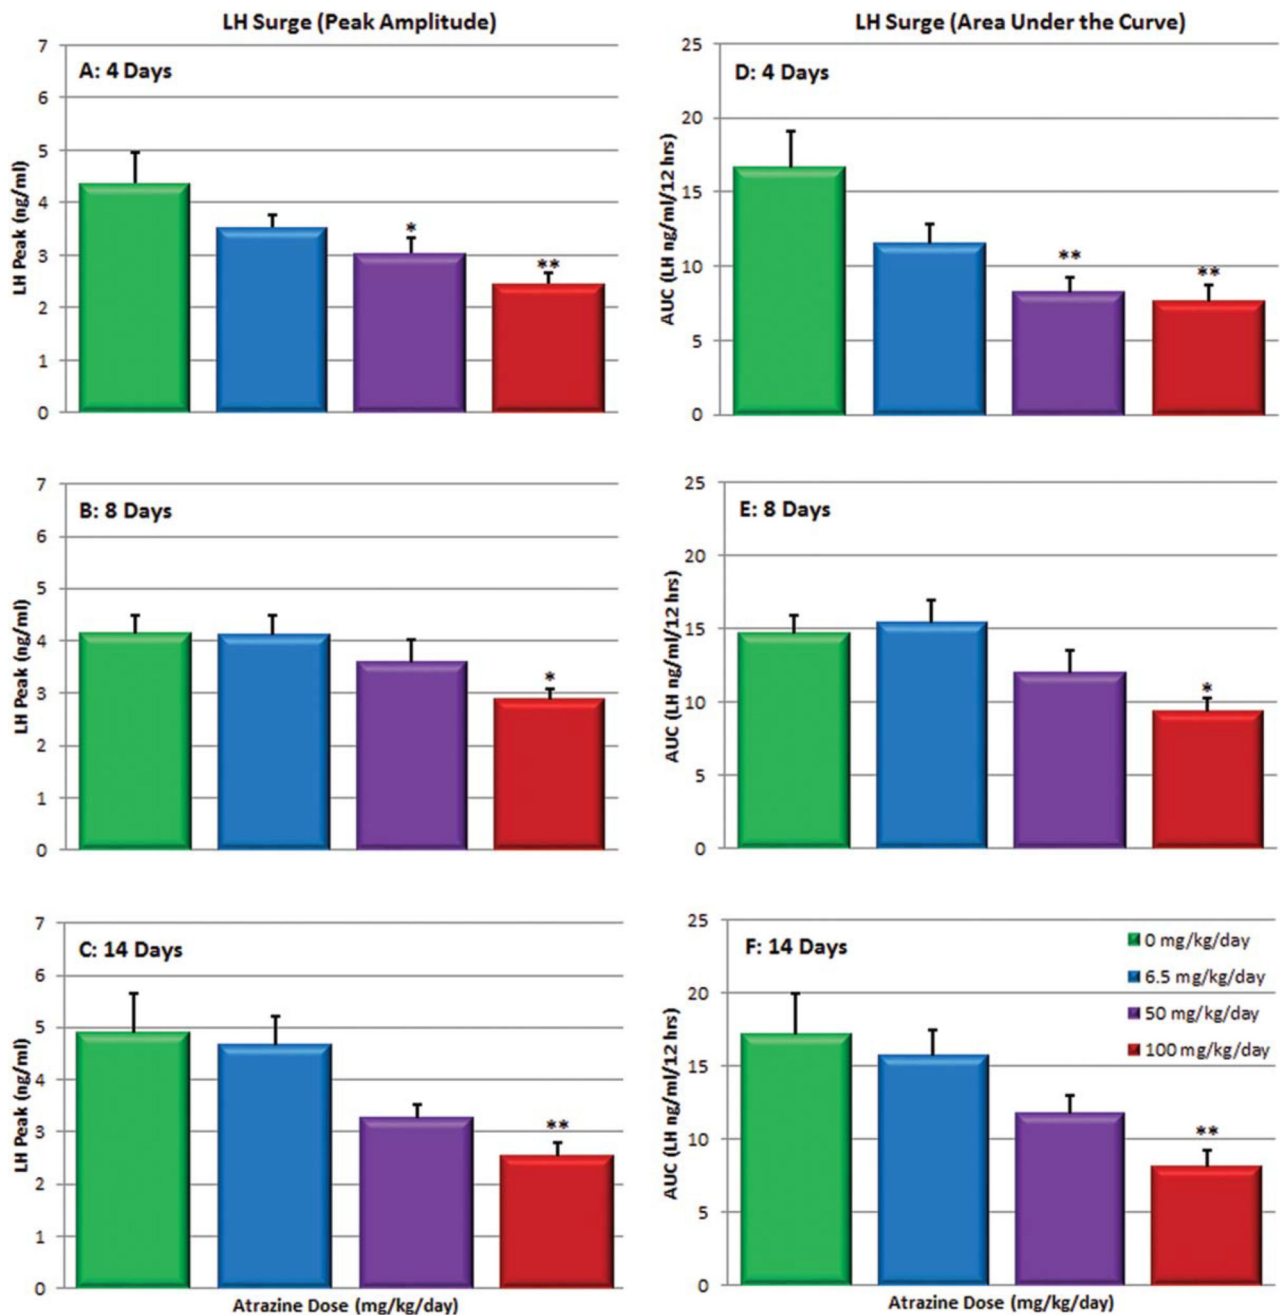 LH Surge (Peak Amplitude)
7
6
5
4
3
2
1
0
LH Peak (ng/ml)
A: 4 Days
*
**
LH Surge (Area Under the Curve)
25
20
15
10
5
0
AUC (LH ng/ml/12 hrs)
D: 4 Days
**
**
7
6
5
4
3
2
1
0
LH Peak (ng/ml)
B: 8 Days
*
25
20
15
10
5
0
AUC (LH ng/ml/12 hrs)
E: 8 Days
*
7
6
5
4
3
2
1
0
LH Peak (ng/ml)
C: 14 Days
**
Atrazine Dose (mg/kg/day)
25
20
15
10
5
0
AUC (LH ng/ml/12 hrs)
F: 14 Days
0 mg/kg/day
6.5 mg/kg/day
50 mg/kg/day
100 mg/kg/day
**
Atrazine Dose (mg/kg/day)